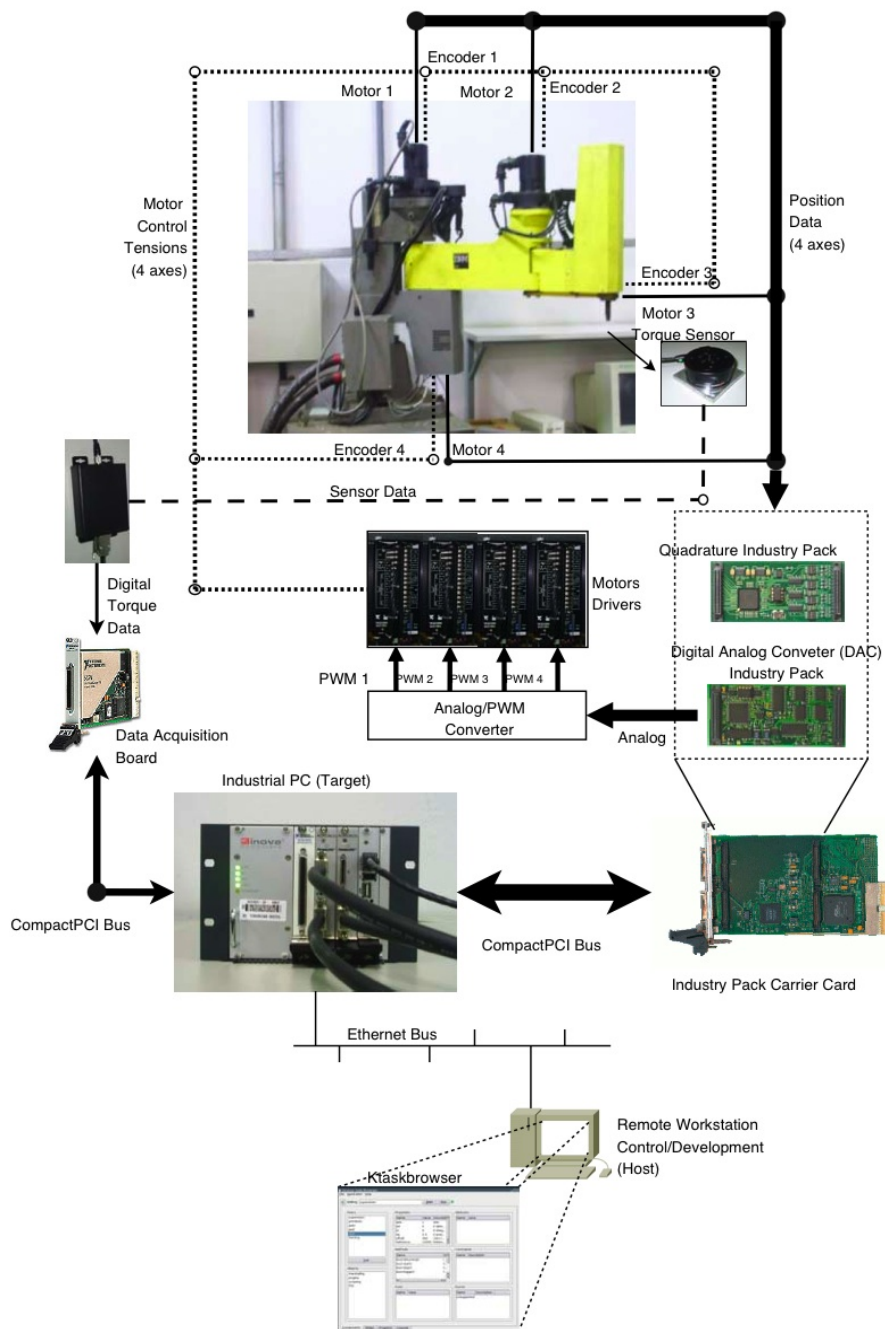 Encoder 1
Motor 1
Motor 2
Encoder 2
Motor
Control
Tensions
(4 axes)
Position
Data
(4 axes)
IBM
Encoder 3
Motor 3
Torque Sensor
Encoder 4
Motor 4
Sensor Data
Quadrature Industry Pack
Digital
Torque
Data
Motors
Drivers
Digital Analog Conveter (DAC)
Industry Pack
PWM 1
PWM 2
PWM 3
PWM 4
Analog/PWM
Converter
Analog
Data Acquisition
Board
Industrial PC (Target)
inova
CompactPCI Bus
CompactPCI Bus
Industry Pack Carrier Card
Ethernet Bus
Remote Workstation
Control/Development
(Host)
Ktaskbrowser